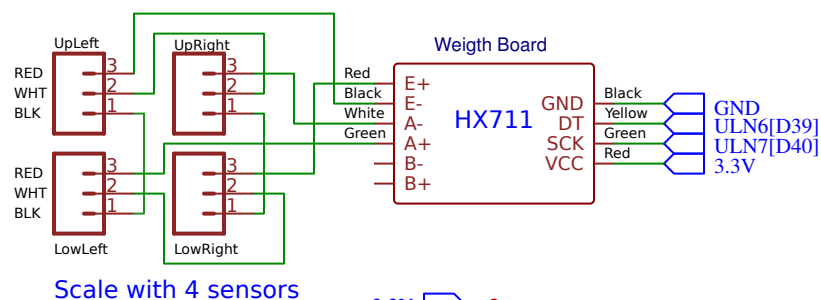 Weigth Board
UpLeft
UpRight
RED
WHT
BLK
3
2
1
3
2
1
Red
Black
White
Green
E+
E-
A-
A+
B-
B+
HX711
GND
DT
SCK
VCC
Black
Yellow
Green
Red
GND
ULN6[D39]
ULN7[D40]
3.3V
RED
WHT
BLK
3
2
1
3
2
1
LowLeft
LowRight
Scale with 4 sensors